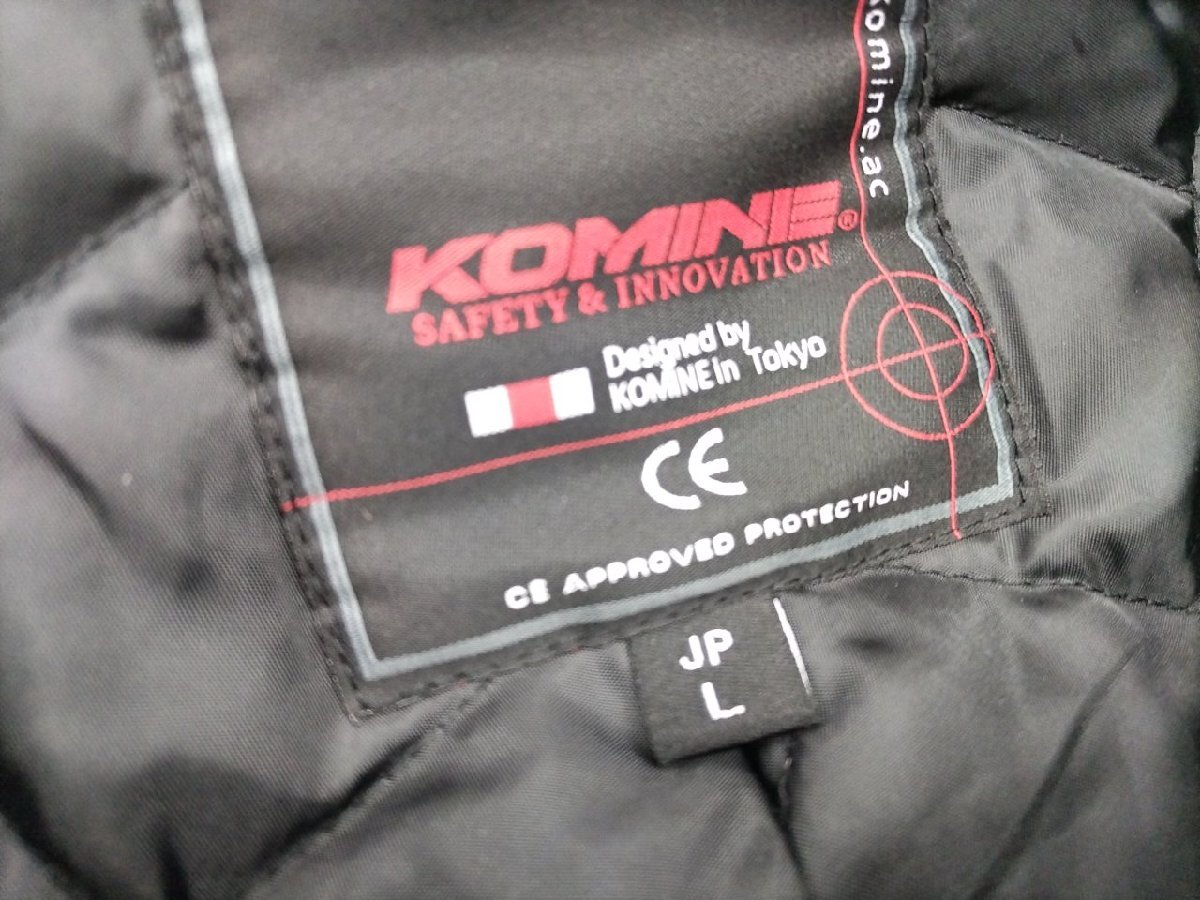 komine.ac
KOMINE®
SAFETY & INNOVATION
Designed by
KOMINE In Tokyo
CE
CE APPROVED PROTECTION
JP
L